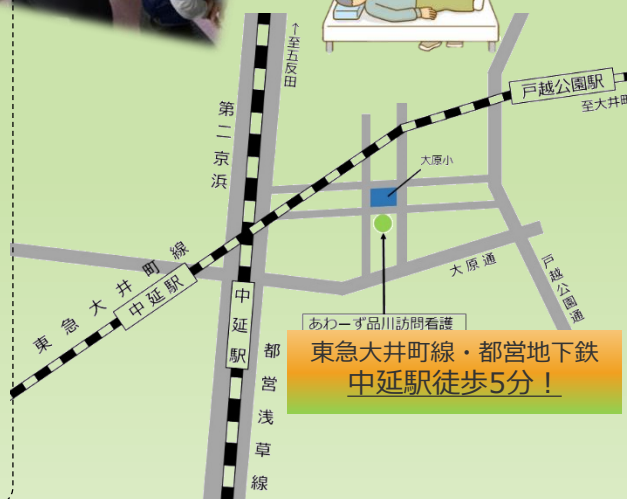 ↑至五反田
第二京浜
戸越公園駅
至大井町
大原小
東急大井町線
中延駅
中延駅
大原通
戸越公園通
あわーず品川訪問看護
都営浅草線
東急大井町線・都営地下鉄
中延駅徒歩5分！